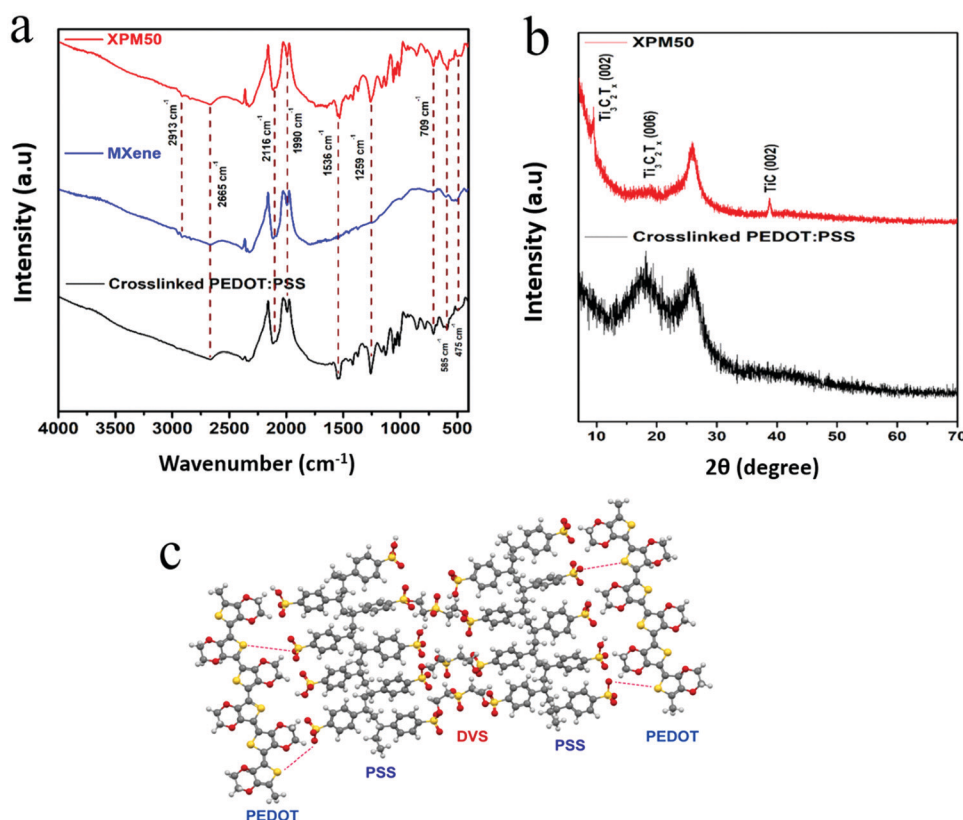 a
XPM50
2913 cm⁻¹
2665 cm⁻¹
2116 cm⁻¹
1990 cm⁻¹
1536 cm⁻¹
1259 cm⁻¹
709 cm⁻¹
MXene
Crosslinked PEDOT:PSS
585 cm⁻¹
475 cm⁻¹
Intensity (a.u)
4000 3500 3000 2500 2000 1500 1000 500
Wavenumber (cm⁻¹)
b
XPM50
Ti₃C₂Tₓ (002)
Ti₃C₂Tₓ (006)
TiC (002)
Crosslinked PEDOT:PSS
Intensity (a.u)
10 20 30 40 50 60 70
2θ (degree)
c
PEDOT
PSS
DVS
PSS
PEDOT